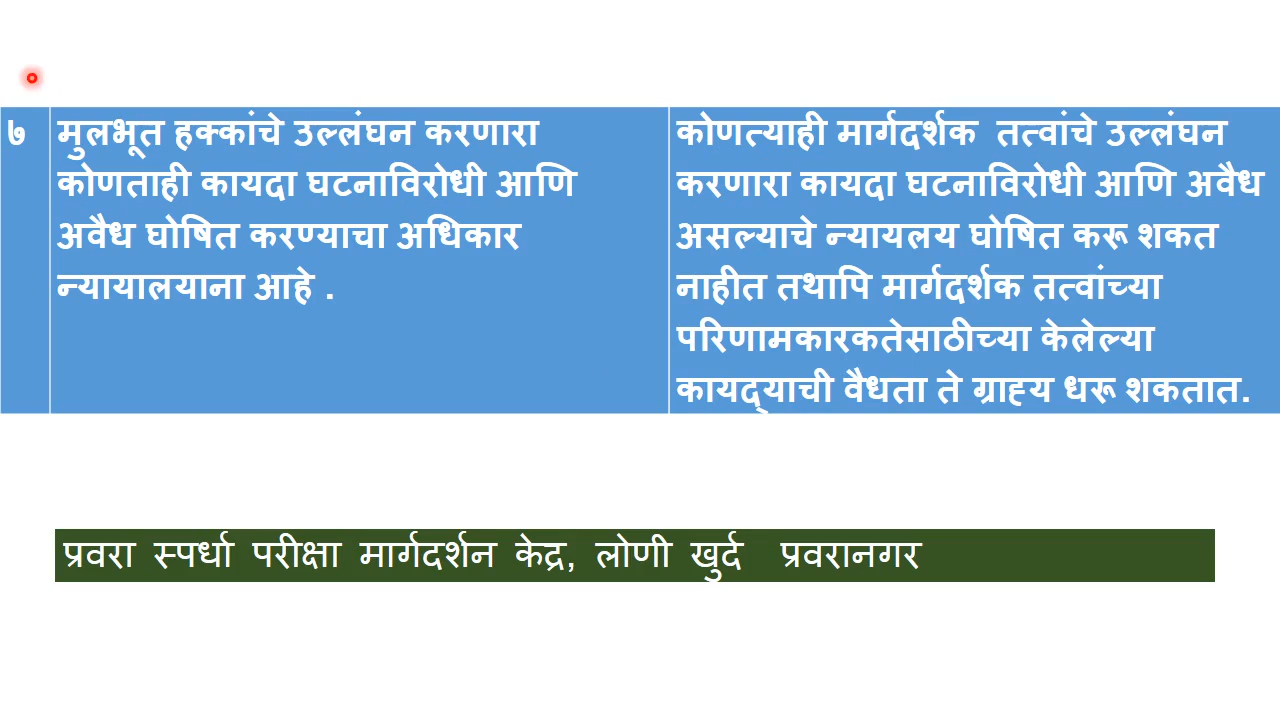 ७
मुलभूत हक्कांचे उल्लंघन करणारा
कोणताही कायदा घटनाविरोधी आणि
अवैध घोषित करण्याचा अधिकार
न्यायालयाना आहे .
कोणत्याही मार्गदर्शक तत्वांचे उल्लंघन
करणारा कायदा घटनाविरोधी आणि अवैध
असल्याचे न्यायलय घोषित करू शकत
नाहीत तथापि मार्गदर्शक तत्वांच्या
परिणामकारकतेसाठीच्या केलेल्या
कायद्याची वैधता ते ग्राह्य धरू शकतात.
प्रवरा स्पर्धा परीक्षा मार्गदर्शन केद्र, लोणी खुर्द प्रवरानगर